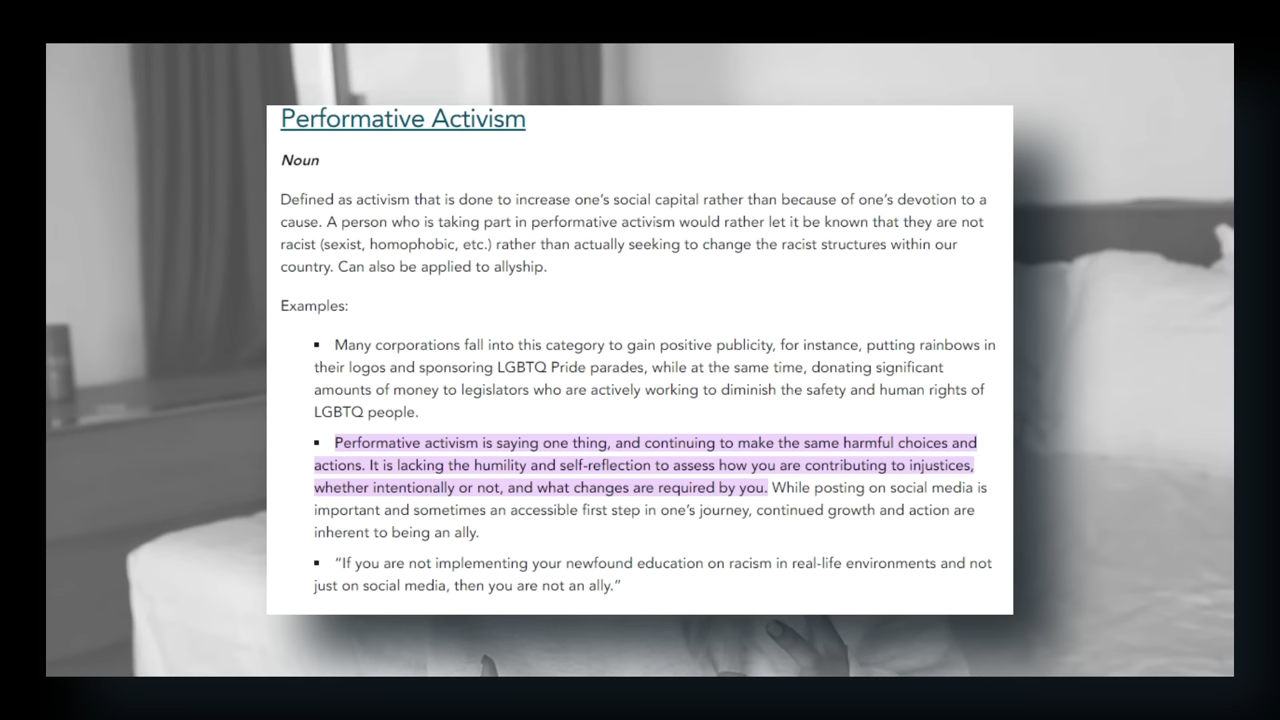 Performative Activism
Noun
Defined as activism that is done to increase one's social capital rather than because of one's devotion to a
cause. A person who is taking part in performative activism would rather let it be known that they are not
racist (sexist, homophobic, etc.) rather than actually seeking to change the racist structures within our
country. Can also be applied to allyship.
Examples:
▪ Many corporations fall into this category to gain positive publicity, for instance, putting rainbows in
their logos and sponsoring LGBTQ Pride parades, while at the same time, donating significant
amounts of money to legislators who are actively working to diminish the safety and human rights of
LGBTQ people.
▪ Performative activism is saying one thing, and continuing to make the same harmful choices and
actions. It is lacking the humility and self-reflection to assess how you are contributing to injustices,
whether intentionally or not, and what changes are required by you. While posting on social media is
important and sometimes an accessible first step in one's journey, continued growth and action are
inherent to being an ally.
▪ “If you are not implementing your newfound education on racism in real-life environments and not
just on social media, then you are not an ally.”